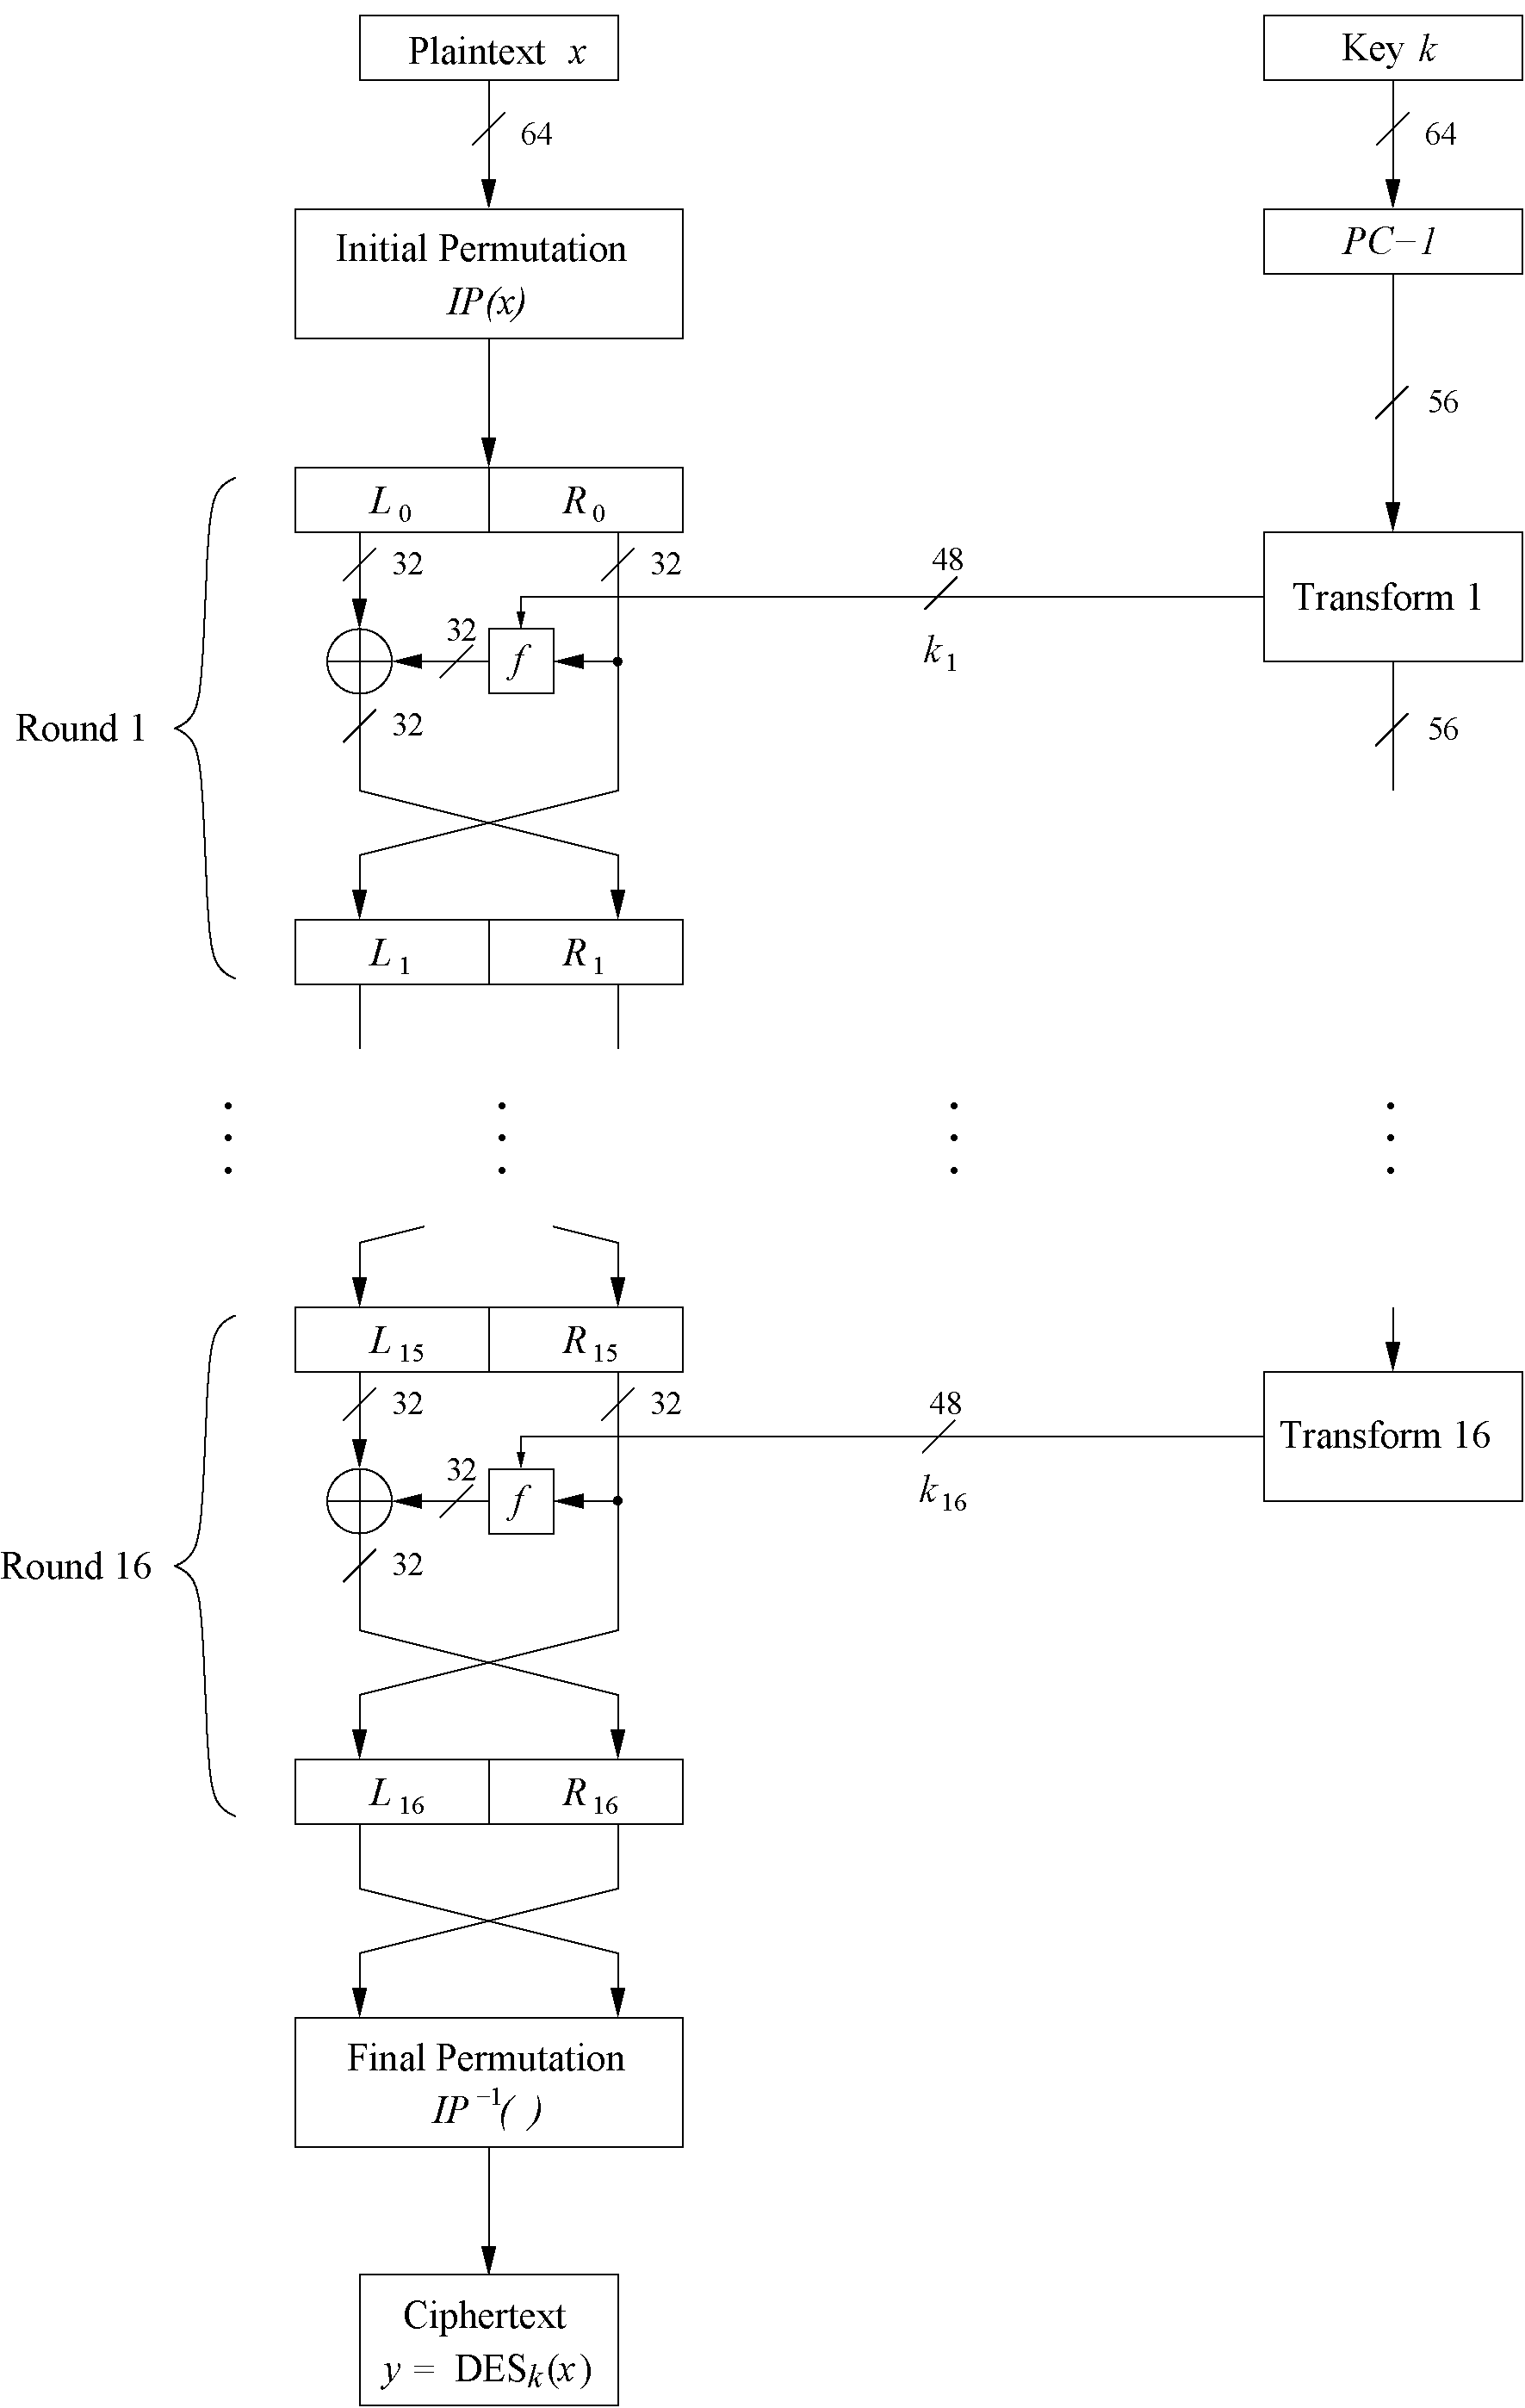 Plaintext x
Key k
64
64
Initial Permutation
IP(x)
PC−1
56
L0
R0
32
32
48
Transform 1
32
f
k1
32
56
Round 1
L1
R1
L15
R15
32
32
48
Transform 16
32
f
k16
32
Round 16
L16
R16
Final Permutation
IP−1( )
Ciphertext
y = DESk(x)